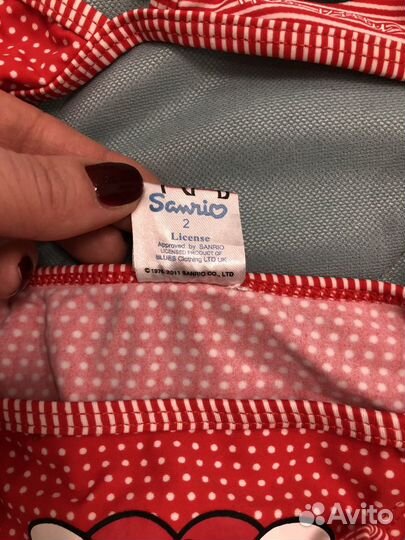 Sanrio
2
License
Approved by SANRIO
LICENSED PRODUCT OF
BLUES Clothing LTD UK
© 1976, 2011 SANRIO CO., LTD
Avito